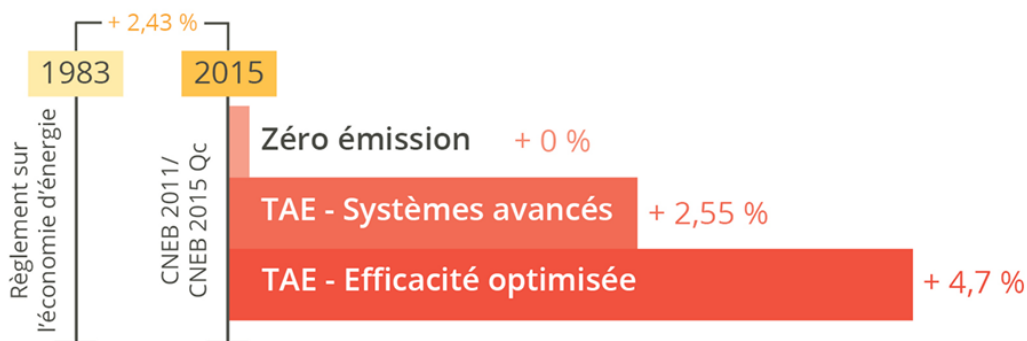 + 2,43 %
1983
2015
Règlement sur
l'économie d'énergie
CNEB 2011/
CNEB 2015 Qc
Zéro émission + 0 %
TAE - Systèmes avancés + 2,55 %
TAE - Efficacité optimisée + 4,7 %